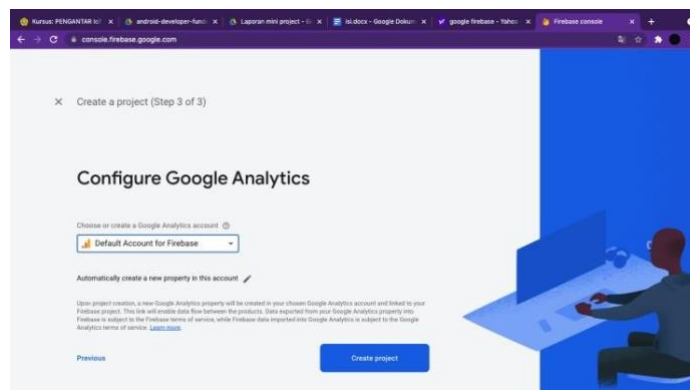 Kursus: PENGANTAR IoT
android-developer-fund
Laporan mini project - G
isi.docx - Google Dokum
google firebase - Yahoo
Firebase console
console.firebase.google.com
Create a project (Step 3 of 3)
Configure Google Analytics
Choose or create a Google Analytics account
Default Account for Firebase
Automatically create a new property in this account
Upon project creation, a new Google Analytics property will be created in your chosen Google Analytics account and linked to your
Firebase project. This link will enable data flow between the products. Data exported from your Google Analytics property into
Firebase is subject to the Firebase terms of service, while Firebase data imported into Google Analytics is subject to the Google
Analytics terms of service. Learn more.
Previous
Create project